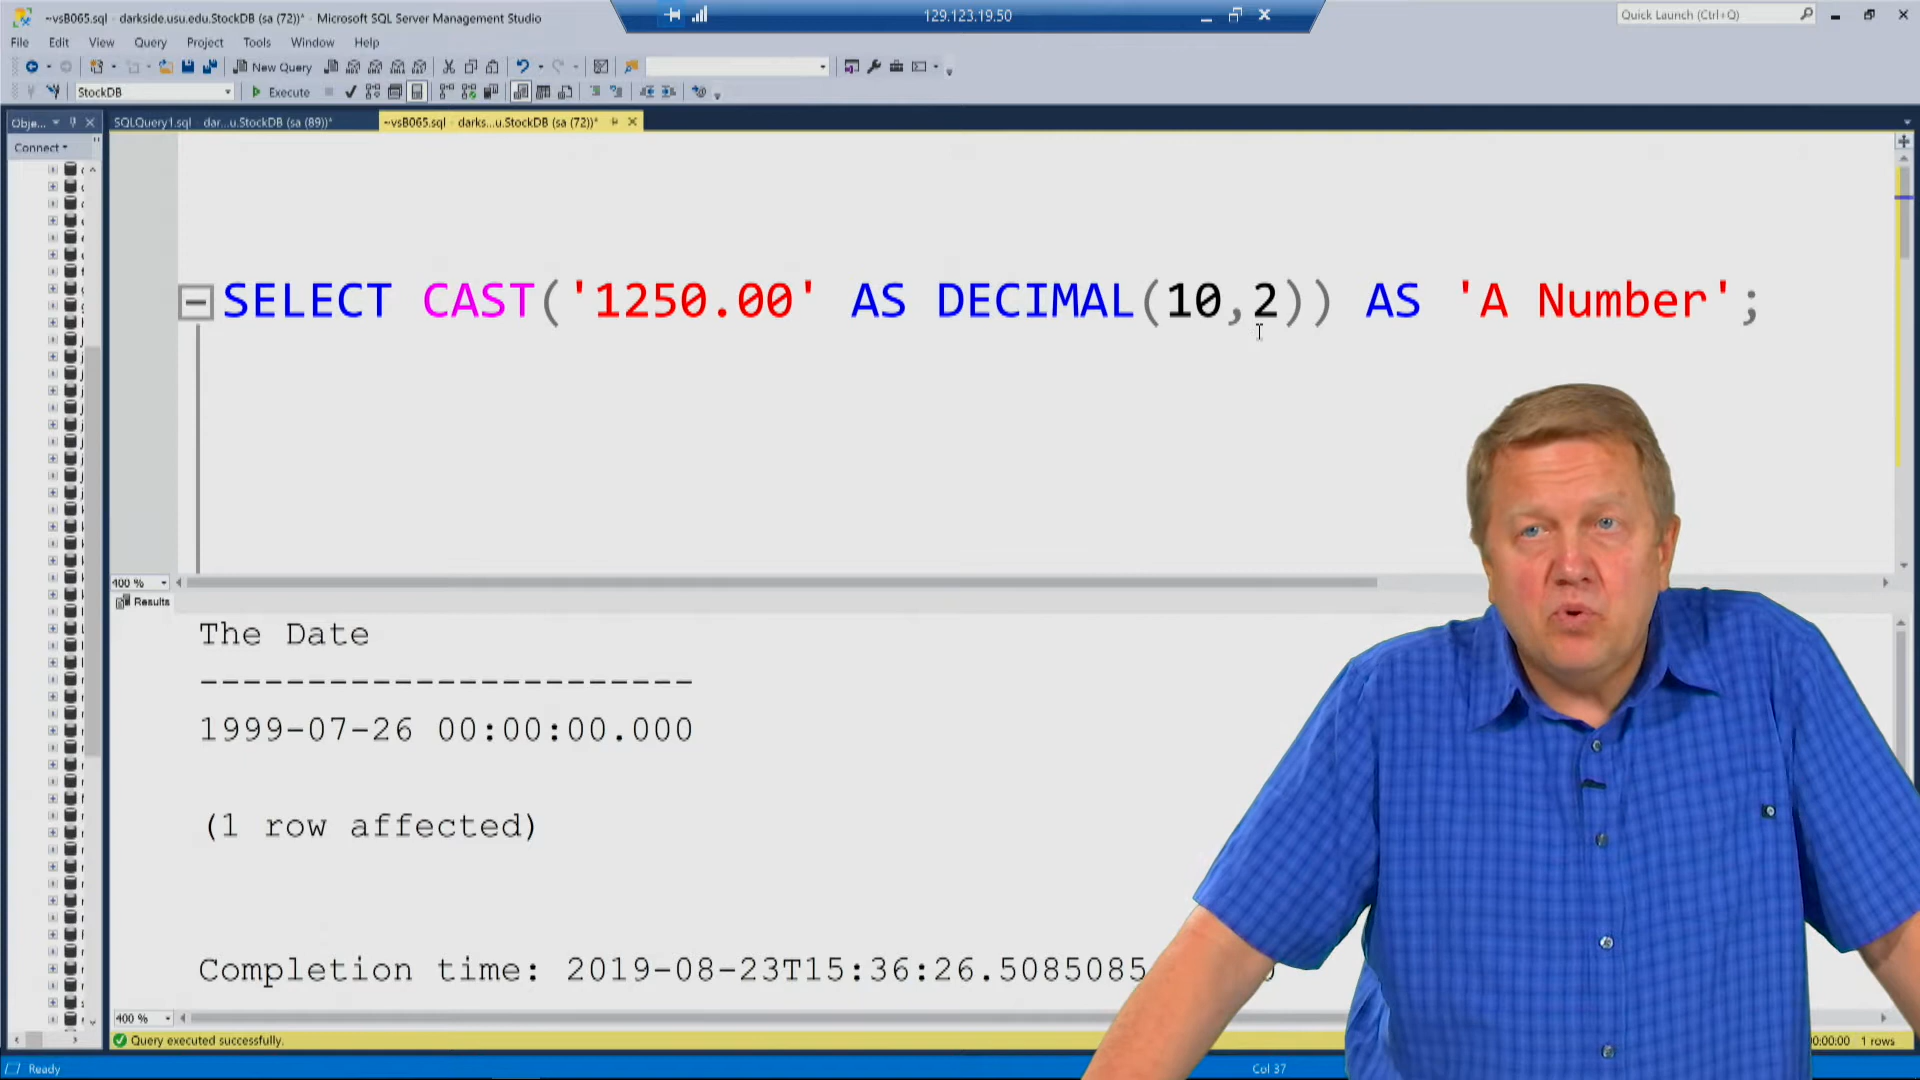 ~vsB065.sql - darkside.usu.edu.StockDB (sa (72))* - Microsoft SQL Server Management Studio
129.123.19.50
Quick Launch (Ctrl+Q)
File Edit View Query Project Tools Window Help
New Query
StockDB
Execute
Obje...
SQLQuery1.sql dar...u.StockDB (sa (89))*
~vsB065.sql - darks...u.StockDB (sa (72))*
Connect
SELECT CAST('1250.00' AS DECIMAL(10,2)) AS 'A Number';
400 %
Results
The Date
-----------------------
1999-07-26 00:00:00.000
(1 row affected)
Completion time: 2019-08-23T15:36:26.5085085
400 %
Query executed successfully.
00:00:00 1 rows
Ready
Col 37